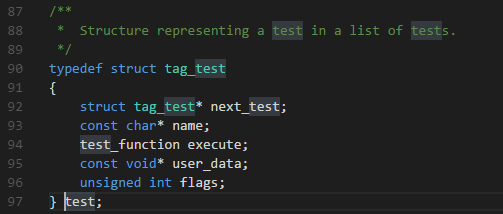 87 /**
88  *  Structure representing a test in a list of tests.
89  */
90 typedef struct tag_test
91 {
92     struct tag_test* next_test;
93     const char* name;
94     test_function execute;
95     const void* user_data;
96     unsigned int flags;
97 } test;